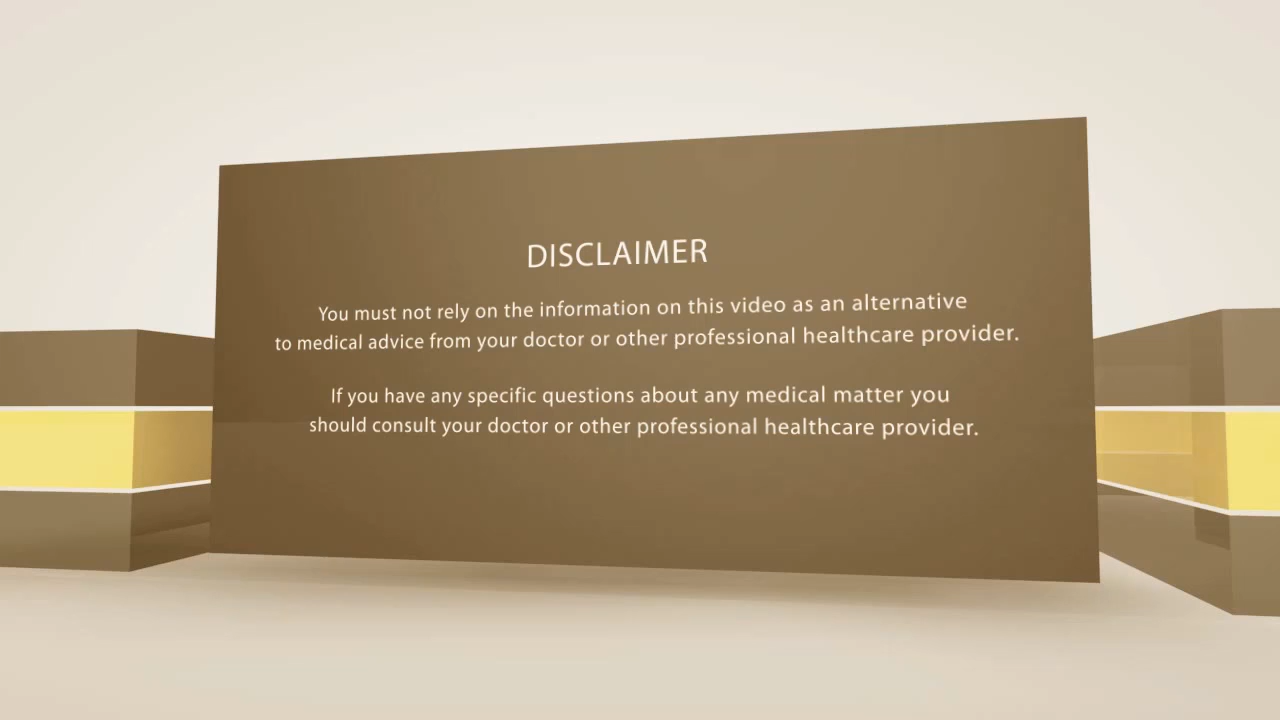 DISCLAIMER
You must not rely on the information on this video as an alternative
to medical advice from your doctor or other professional healthcare provider.
If you have any specific questions about any medical matter you
should consult your doctor or other professional healthcare provider.